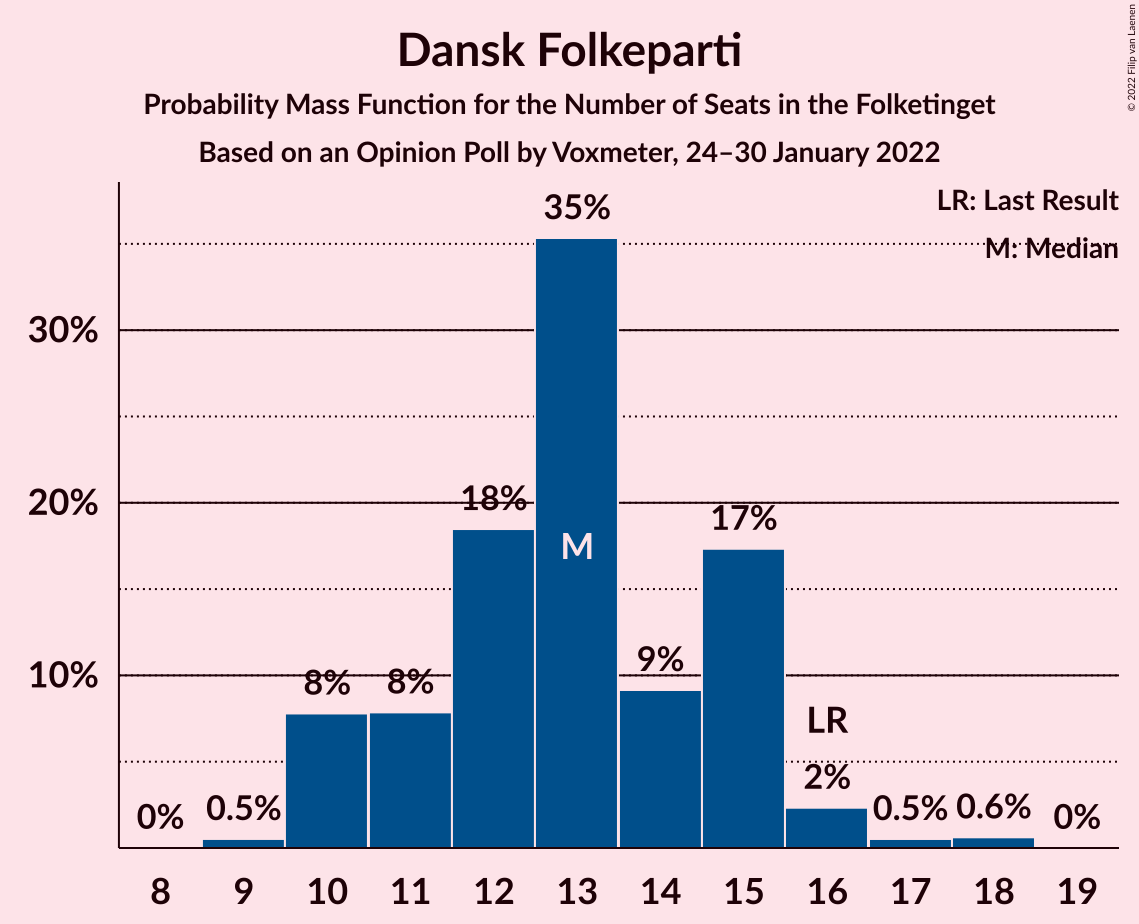 © 2022 Filip van Laenen
Dansk Folkeparti
Probability Mass Function for the Number of Seats in the Folketinget
Based on an Opinion Poll by Voxmeter, 24–30 January 2022
LR: Last Result
M: Median
30%
20%
10%
0%
0.5%
8%
8%
18%
35%
M
9%
17%
LR
2%
0.5%
0.6%
0%
8 9 10 11 12 13 14 15 16 17 18 19